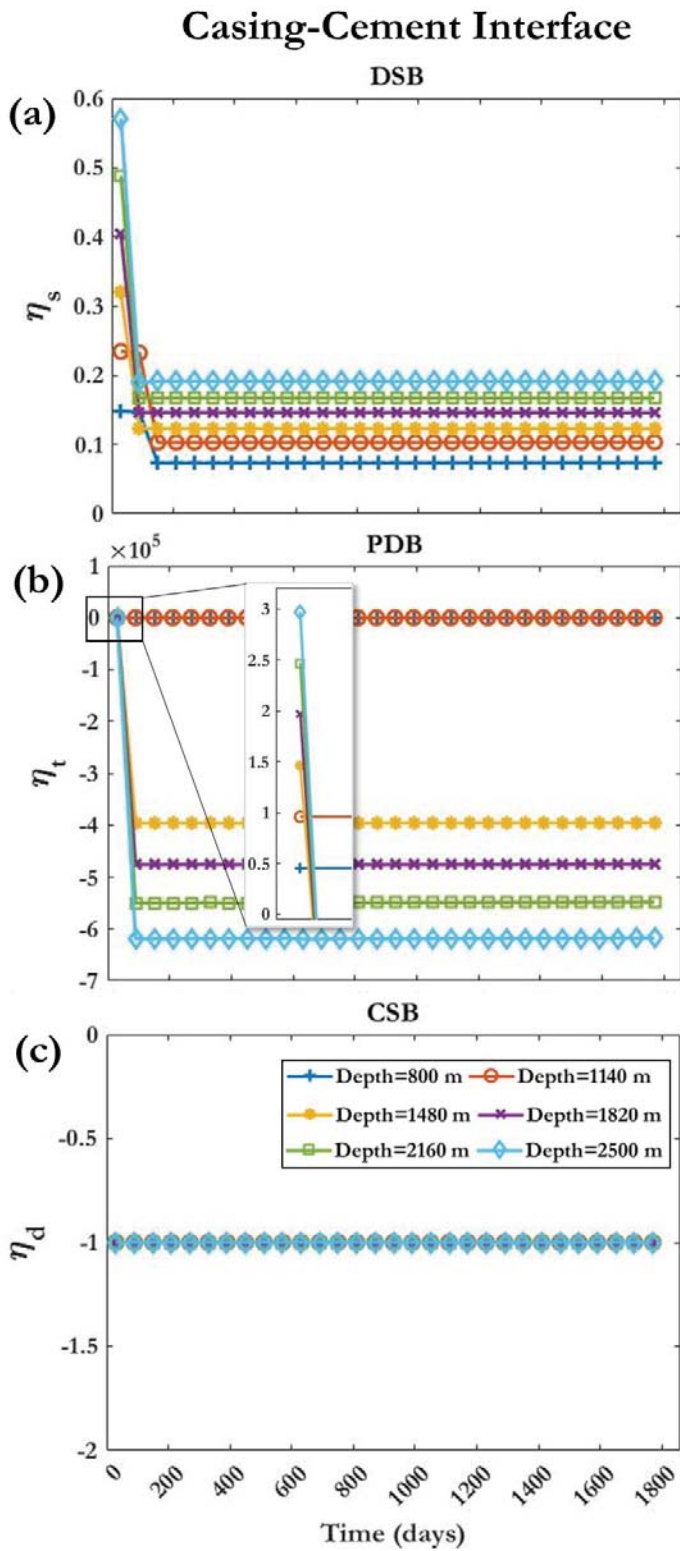 Casing-Cement Interface
DSB
(a)
0.6
0.5
0.4
0.3
0.2
0.1
0
ηs
PDB
(b)
×10⁵
1
0
-1
-2
-3
-4
-5
-6
-7
ηt
3
2.5
2
1.5
1
0.5
0
CSB
(c)
0
-0.5
-1
-1.5
-2
ηd
Depth=800 m Depth=1140 m
Depth=1480 m Depth=1820 m
Depth=2160 m Depth=2500 m
0 200 400 600 800 1000 1200 1400 1600 1800
Time (days)